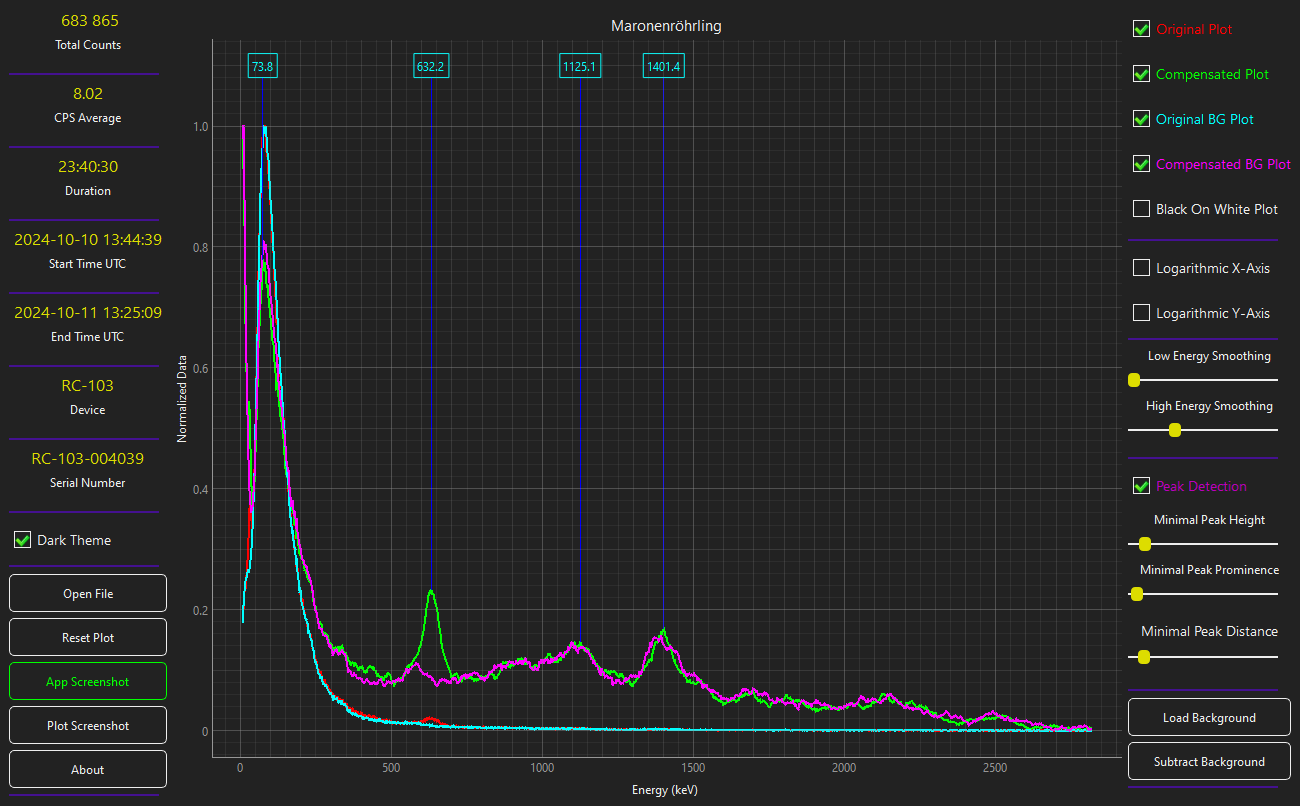 683 865
Total Counts
8.02
CPS Average
23:40:30
Duration
2024-10-10 13:44:39
Start Time UTC
2024-10-11 13:25:09
End Time UTC
RC-103
Device
RC-103-004039
Serial Number
Dark Theme
Open File
Reset Plot
App Screenshot
Plot Screenshot
About
Maronenröhrling
73.8
632.2
1125.1
1401.4
Normalized Data
1.0
0.8
0.6
0.4
0.2
0
0
500
1000
1500
2000
2500
Energy (keV)
Original Plot
Compensated Plot
Original BG Plot
Compensated BG Plot
Black On White Plot
Logarithmic X-Axis
Logarithmic Y-Axis
Low Energy Smoothing
High Energy Smoothing
Peak Detection
Minimal Peak Height
Minimal Peak Prominence
Minimal Peak Distance
Load Background
Subtract Background